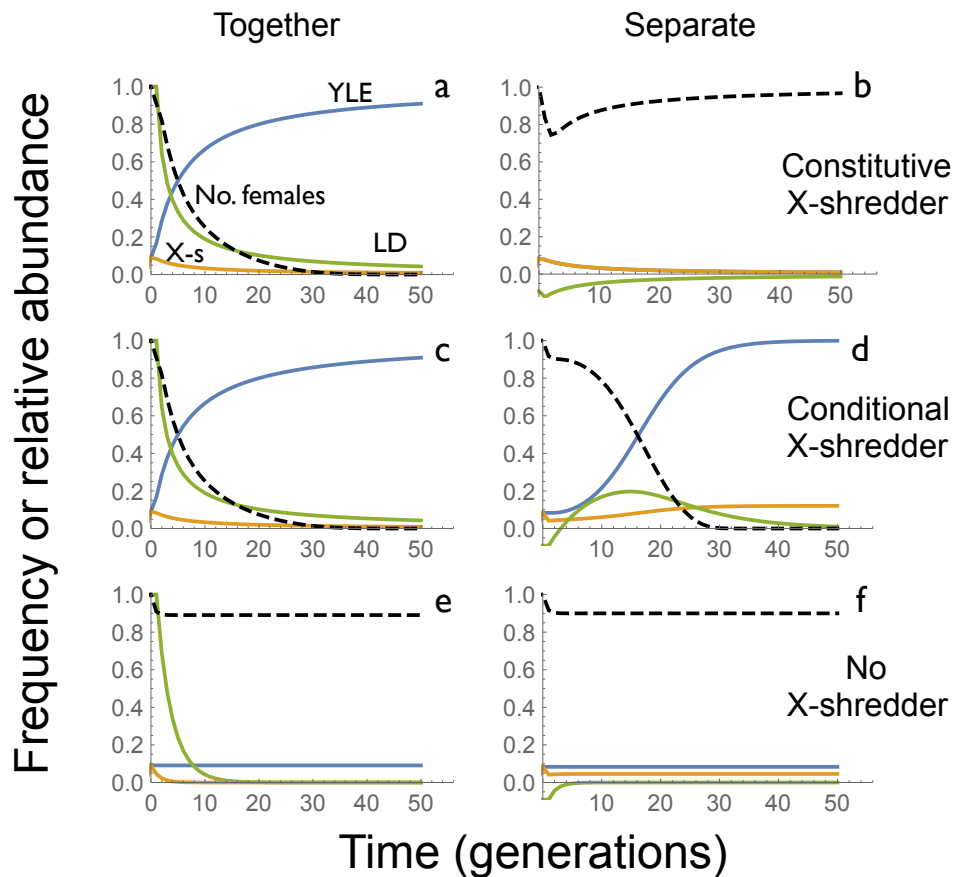 Together
Separate
Frequency or relative abundance
1.0
0.8
0.6
0.4
0.2
0.0
0 10 20 30 40 50
YLE
a
No. females
X-s
LD
1.0
0.8
0.6
0.4
0.2
0.0
10 20 30 40 50
b
Constitutive
X-shredder
1.0
0.8
0.6
0.4
0.2
0.0
0 10 20 30 40 50
c
1.0
0.8
0.6
0.4
0.2
0.0
10 20 30 40 50
d
Conditional
X-shredder
1.0
0.8
0.6
0.4
0.2
0.0
0 10 20 30 40 50
e
1.0
0.8
0.6
0.4
0.2
0.0
10 20 30 40 50
f
No
X-shredder
Time (generations)